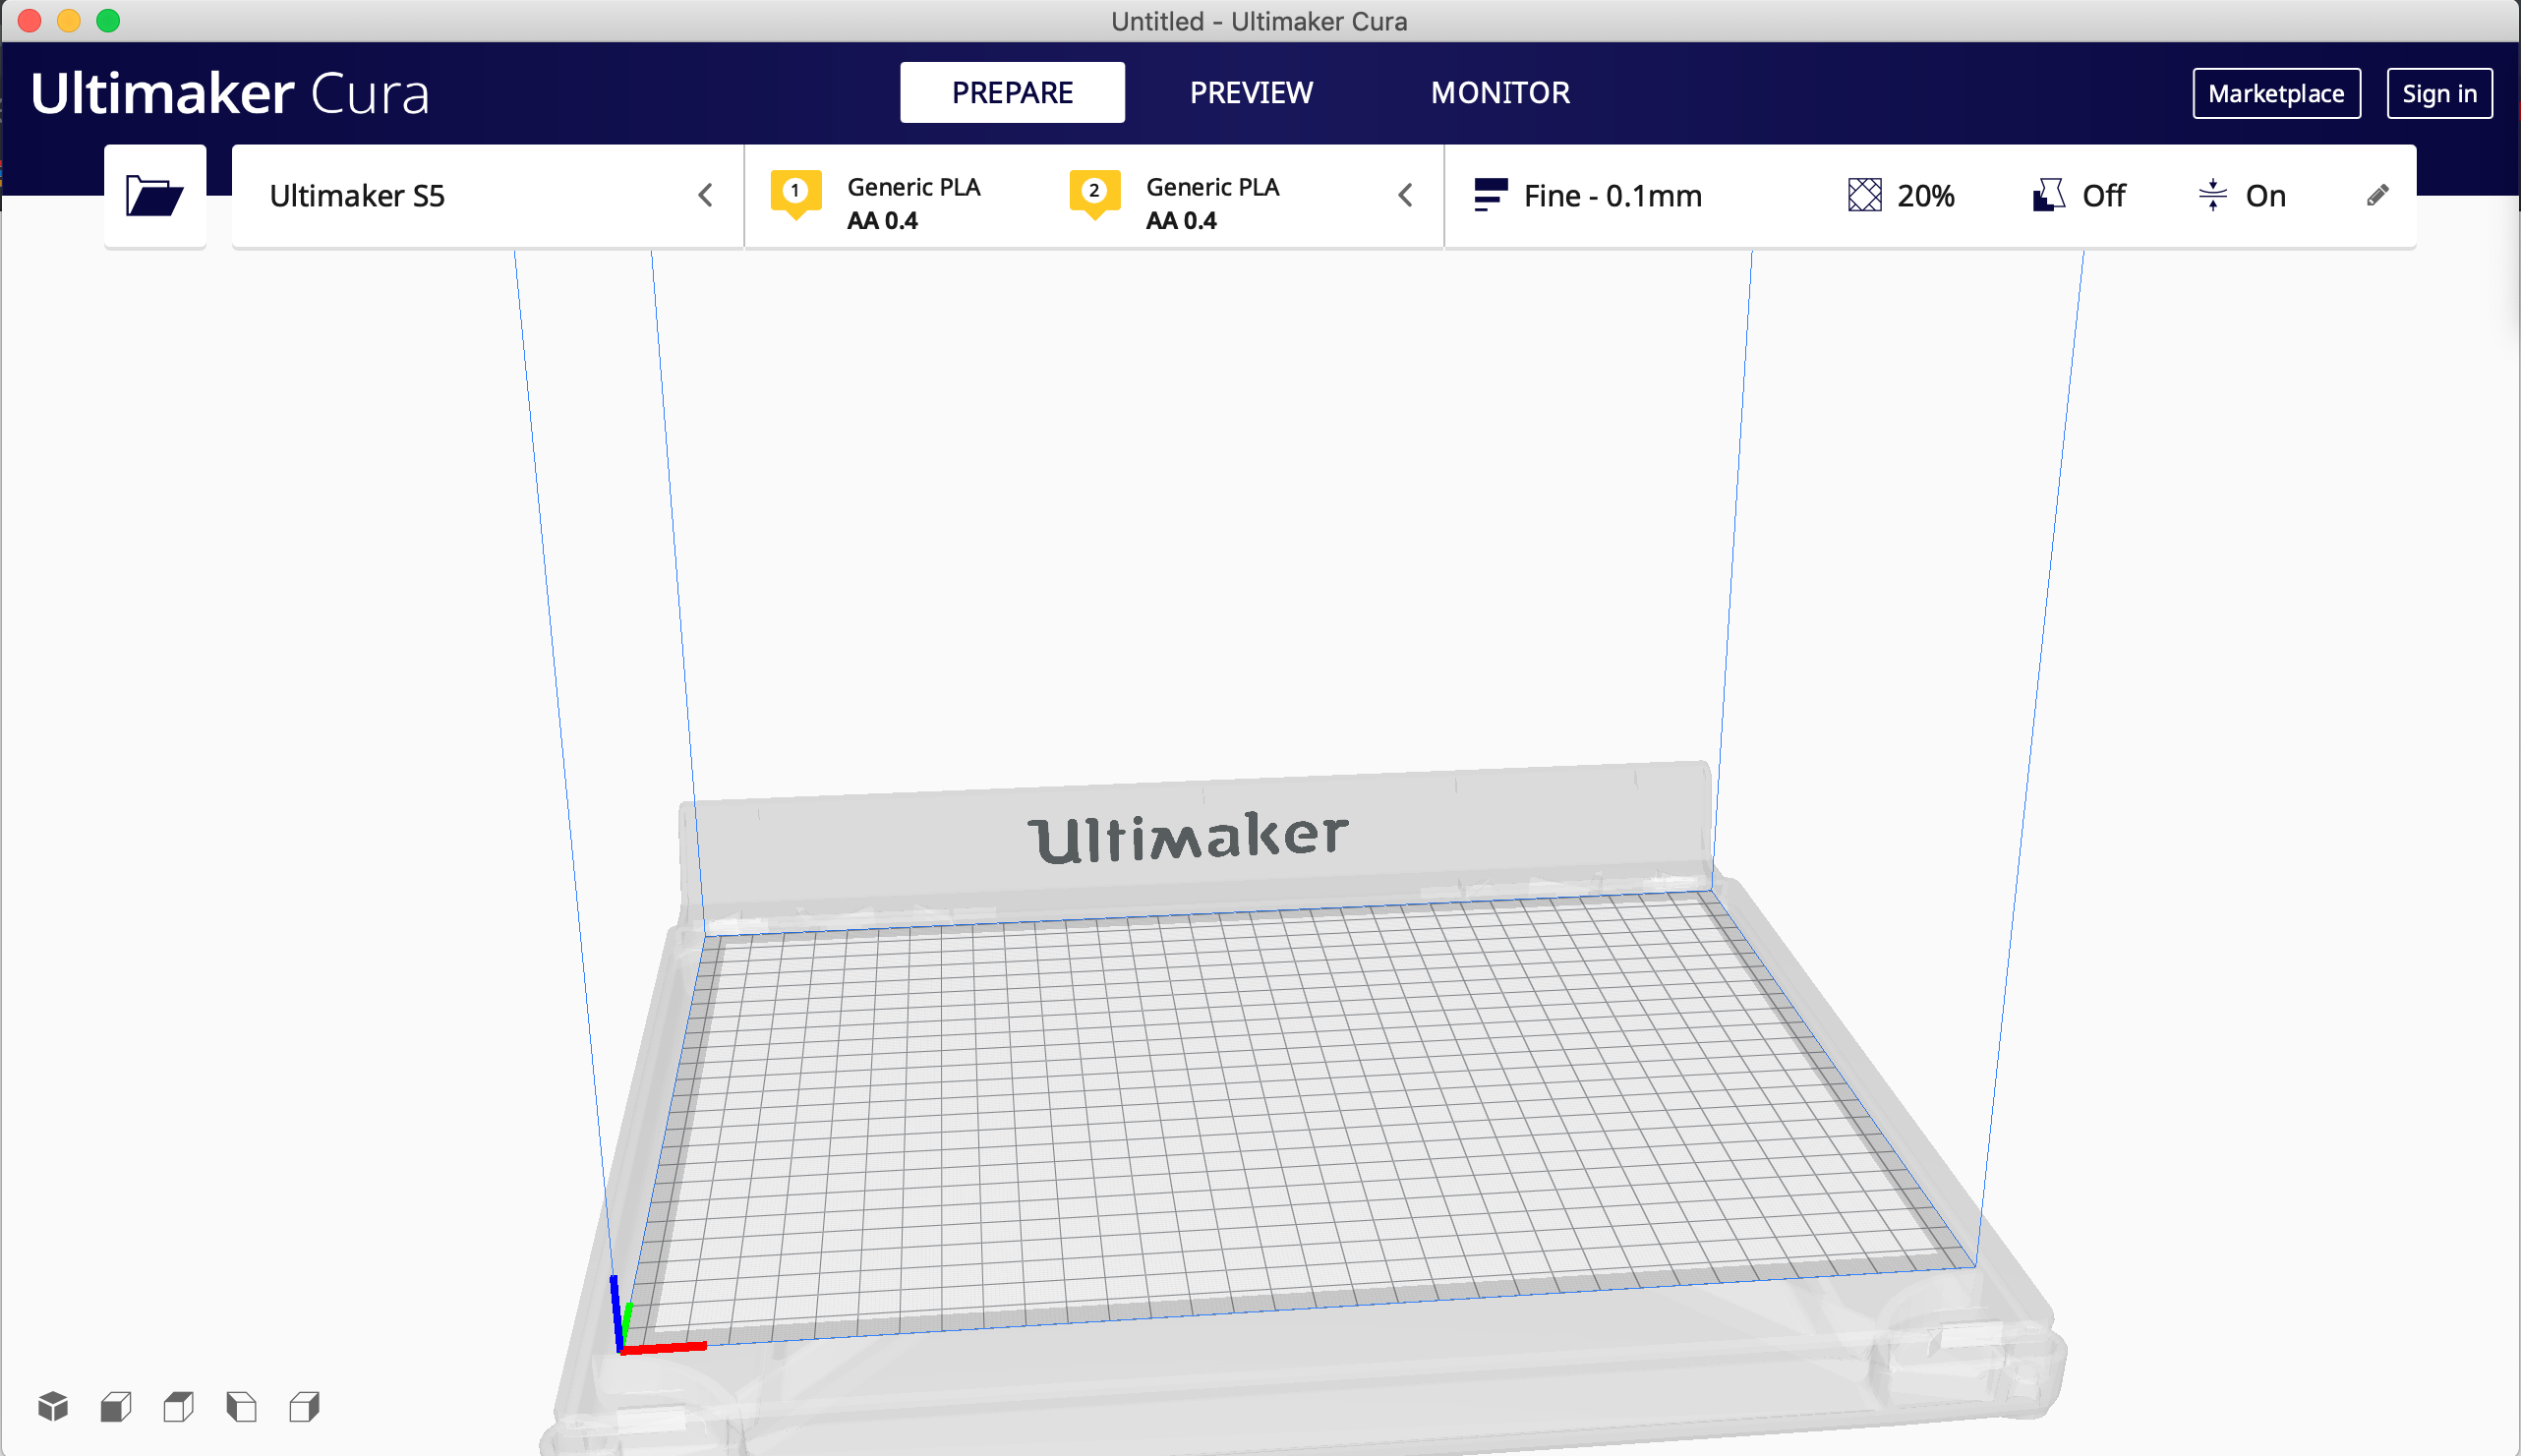 Untitled - Ultimaker Cura
Ultimaker Cura
PREPARE
PREVIEW
MONITOR
Marketplace
Sign in
Ultimaker S5
1
Generic PLA
AA 0.4
2
Generic PLA
AA 0.4
Fine - 0.1mm
20%
Off
On
Ultimaker